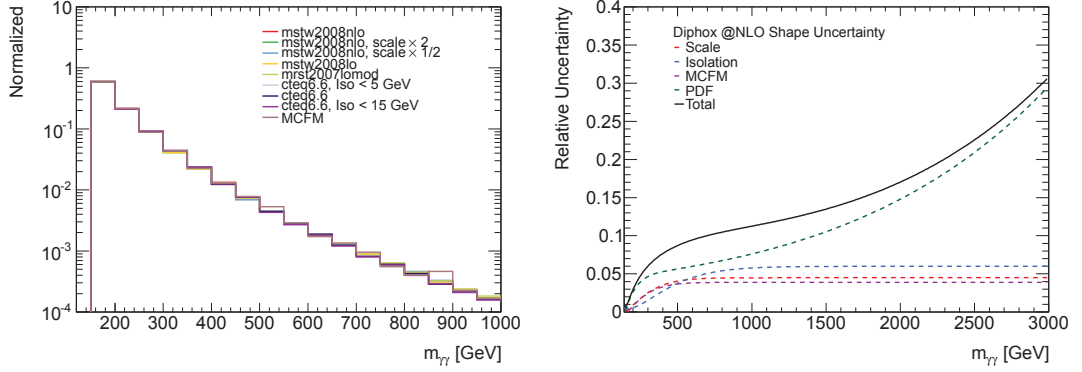 Normalized
10
1
10-1
10-2
10-3
10-4
mstw2008nlo
mstw2008nlo, scale × 2
mstw2008nlo, scale × 1/2
mstw2008lo
mrst2007lomod
cteq6.6, Iso < 5 GeV
cteq6.6
cteq6.6, Iso < 15 GeV
MCFM
200 300 400 500 600 700 800 900 1000
mγγ [GeV]
Relative Uncertainty
0.4
0.35
0.3
0.25
0.2
0.15
0.1
0.05
0
Diphox @NLO Shape Uncertainty
Scale
Isolation
MCFM
PDF
Total
500 1000 1500 2000 2500 3000
mγγ [GeV]